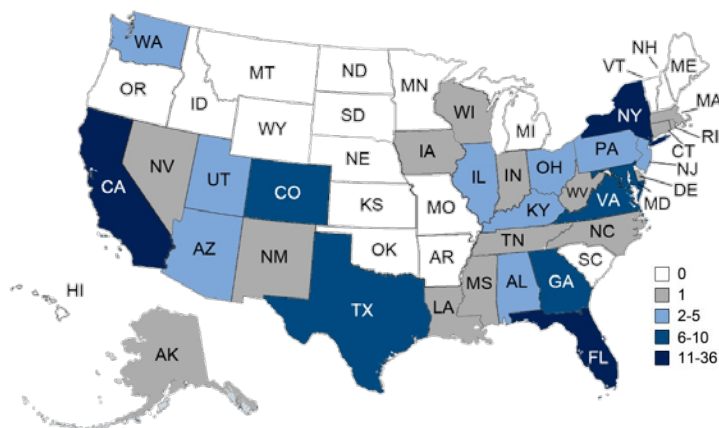 WA
MT
ND
MN
VT
NH
ME
OR
ID
SD
WI
MI
NY
MA
WY
RI
NE
IA
PA
CT
NJ
NV
UT
CO
IL
IN
OH
DE
CA
KS
MO
KY
WV
VA
MD
AZ
NM
OK
AR
TN
NC
SC
HI
TX
LA
MS
AL
GA
FL
AK
0
1
2-5
6-10
11-36